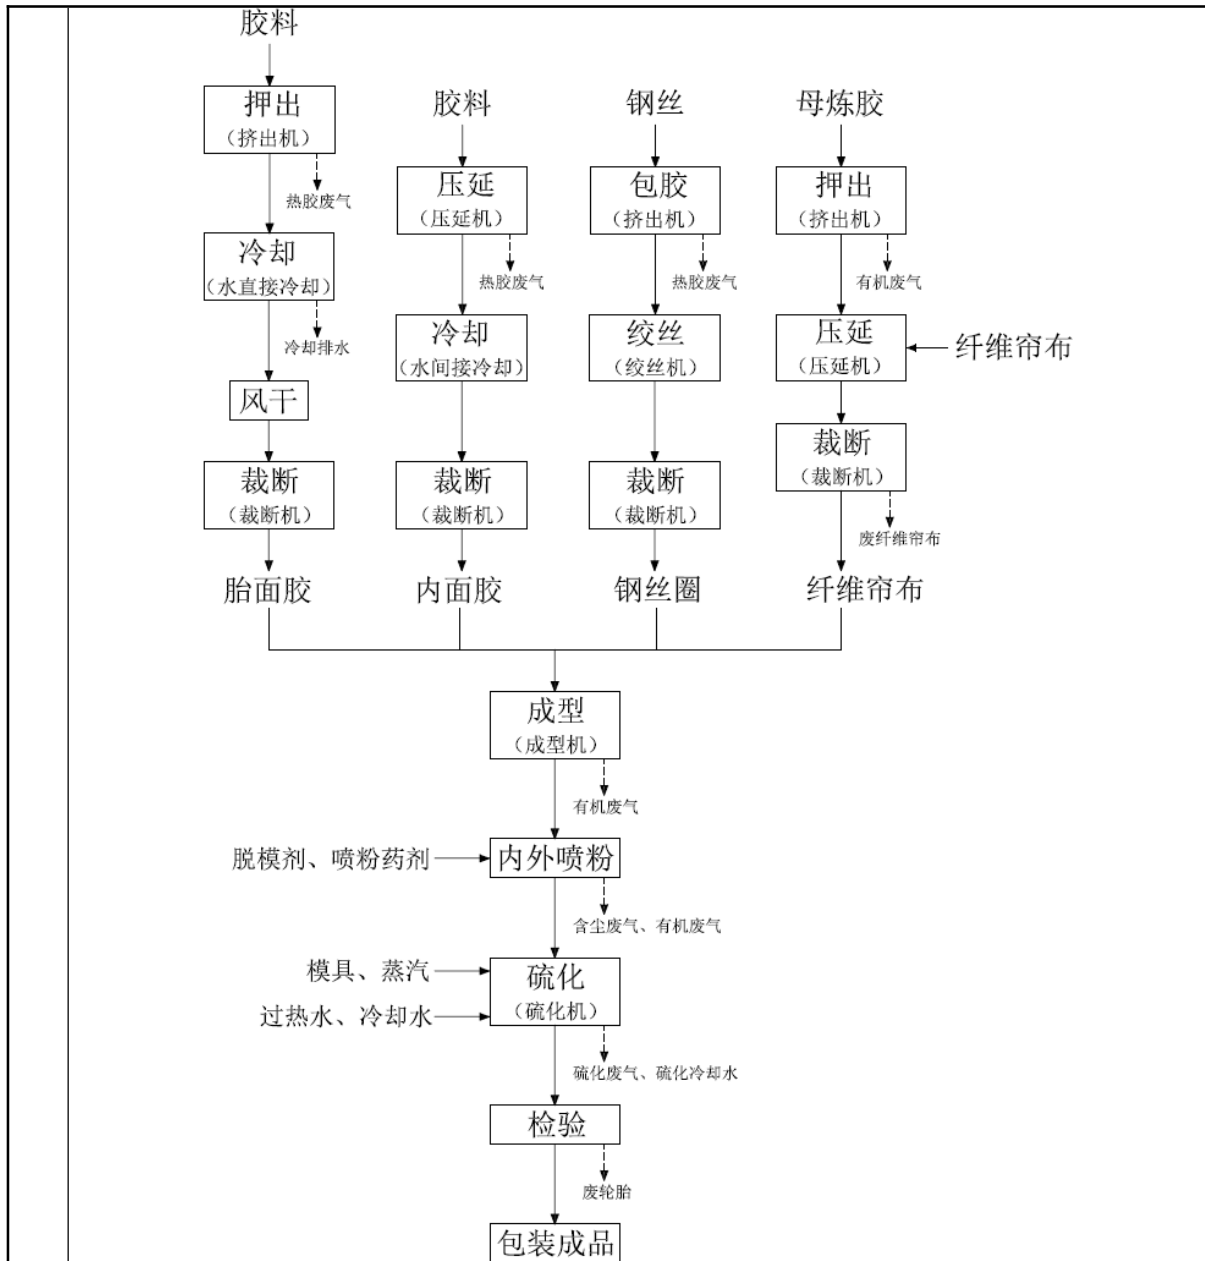 胶料
押出
（挤出机）
热胶废气
冷却
（水直接冷却）
冷却排水
风干
裁断
（裁断机）
胎面胶
胶料
压延
（压延机）
热胶废气
冷却
（水间接冷却）
裁断
（裁断机）
内面胶
钢丝
包胶
（挤出机）
热胶废气
绞丝
（绞丝机）
裁断
（裁断机）
钢丝圈
母炼胶
押出
（挤出机）
有机废气
压延
（压延机）
纤维帘布
裁断
（裁断机）
废纤维帘布
纤维帘布
成型
（成型机）
有机废气
脱模剂、喷粉药剂
内外喷粉
含尘废气、有机废气
模具、蒸汽
过热水、冷却水
硫化
（硫化机）
硫化废气、硫化冷却水
检验
废轮胎
包装成品